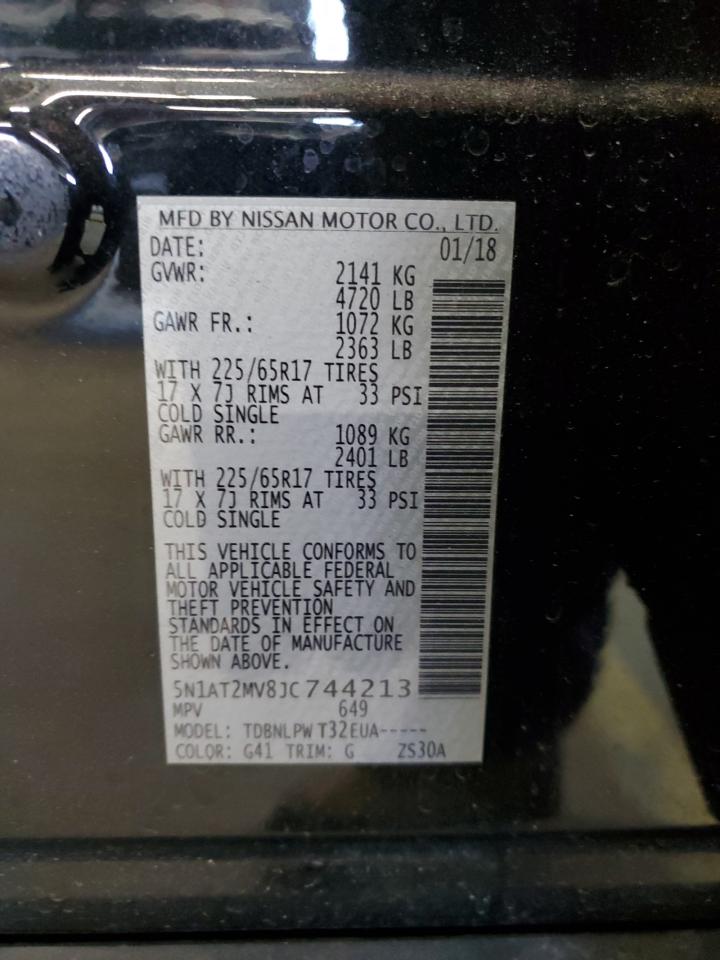 MFD BY NISSAN MOTOR CO., LTD.
DATE: 01/18
GVWR: 2141 KG
4720 LB
GAWR FR.: 1072 KG
2363 LB
WITH 225/65R17 TIRES
17 X 7J RIMS AT 33 PSI
COLD SINGLE
GAWR RR.: 1089 KG
2401 LB
WITH 225/65R17 TIRES
17 X 7J RIMS AT 33 PSI
COLD SINGLE
THIS VEHICLE CONFORMS TO
ALL APPLICABLE FEDERAL
MOTOR VEHICLE SAFETY AND
THEFT PREVENTION
STANDARDS IN EFFECT ON
THE DATE OF MANUFACTURE
SHOWN ABOVE.
5N1AT2MV8JC744213
MPV 649
MODEL: TDBNLPW T32EUA-----
COLOR: G41 TRIM: G ZS30A